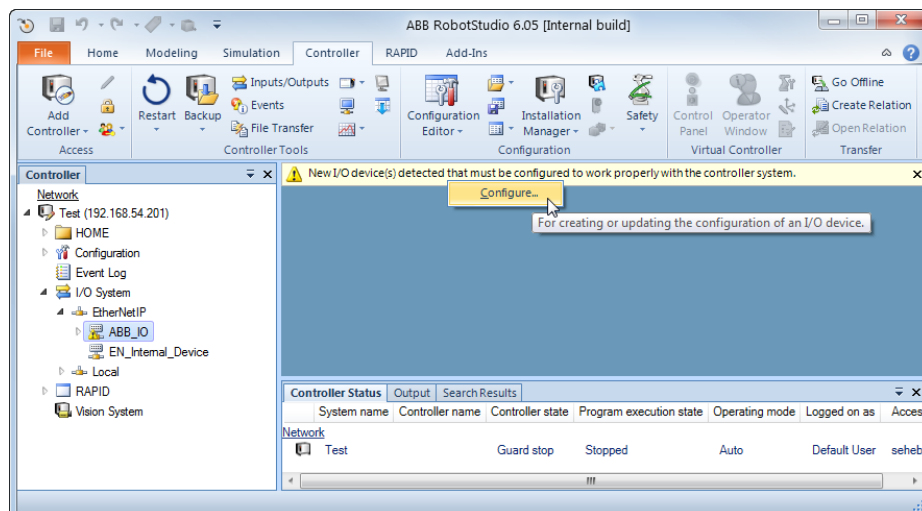 ABB RobotStudio 6.05 [Internal build]
File Home Modeling Simulation Controller RAPID Add-Ins
Add Controller
Access
Restart
Backup
Inputs/Outputs
Events
File Transfer
Controller Tools
Configuration Editor
Installation Manager
Safety
Configuration
Control Panel
Operator Window
Virtual Controller
Go Offline
Create Relation
Open Relation
Transfer
Controller
Network
Test (192.168.54.201)
HOME
Configuration
Event Log
I/O System
EtherNetIP
ABB_IO
EN_Internal_Device
Local
RAPID
Vision System
New I/O device(s) detected that must be configured to work properly with the controller system.
Configure...
For creating or updating the configuration of an I/O device.
Controller Status Output Search Results
System name Controller name Controller state Program execution state Operating mode Logged on as Acces
Network
Test Guard stop Stopped Auto Default User seheb